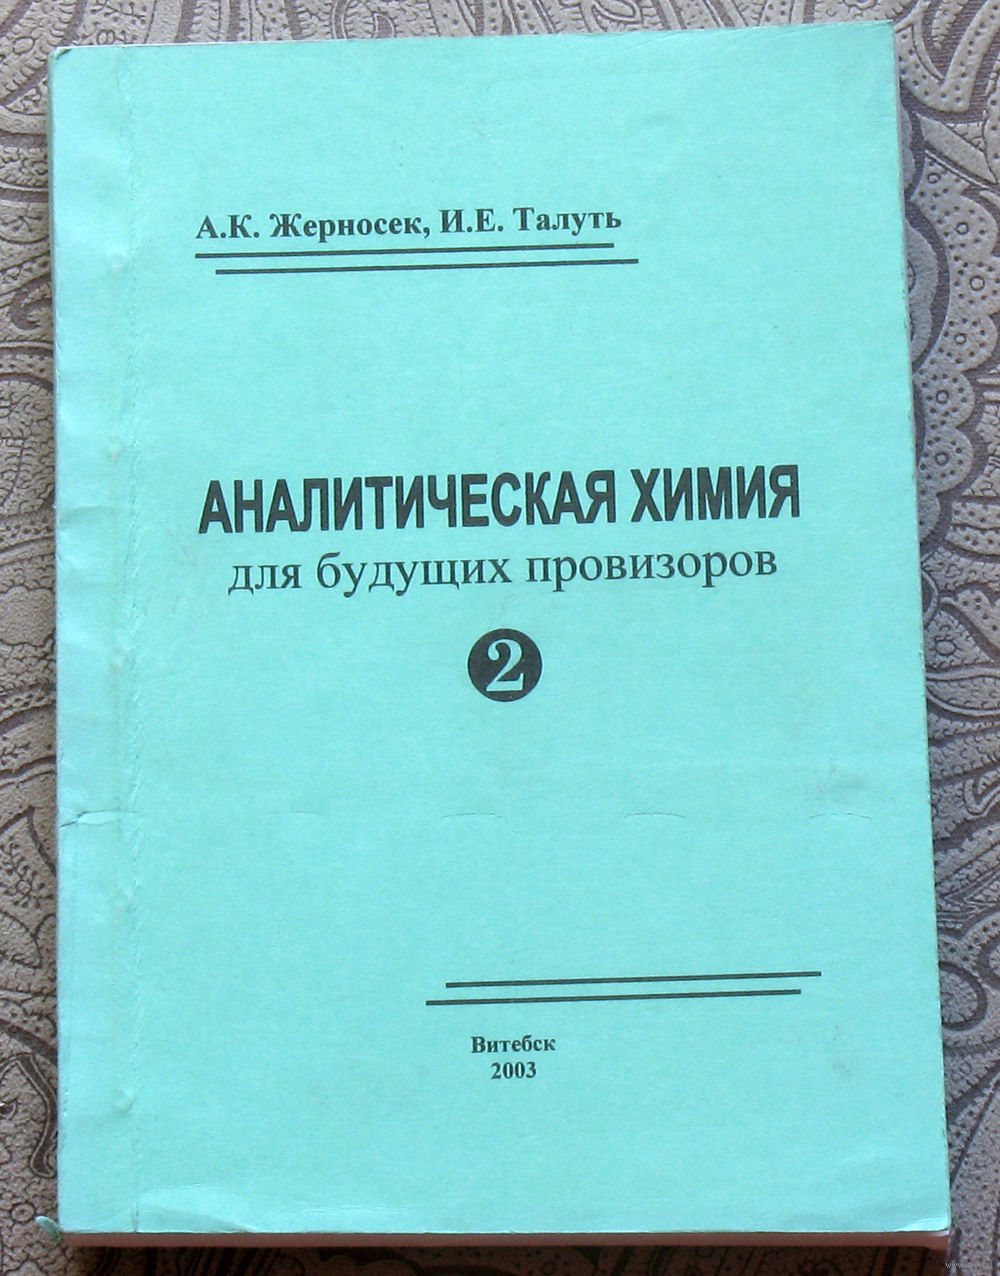 А.К. Жерносек, И.Е. Талуть
АНАЛИТИЧЕСКАЯ ХИМИЯ
для будущих провизоров
2
Витебск
2003